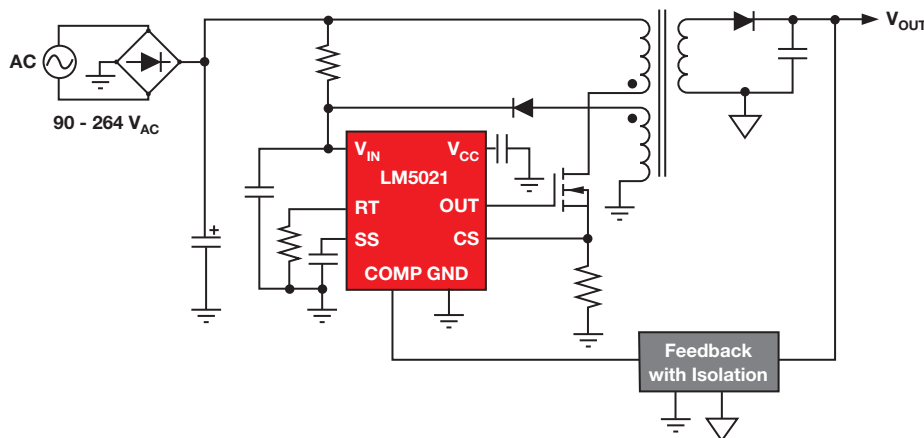 AC
90 - 264 VAC
VIN
VCC
LM5021
RT
OUT
SS
CS
COMP GND
VOUT
+
Feedback
with Isolation